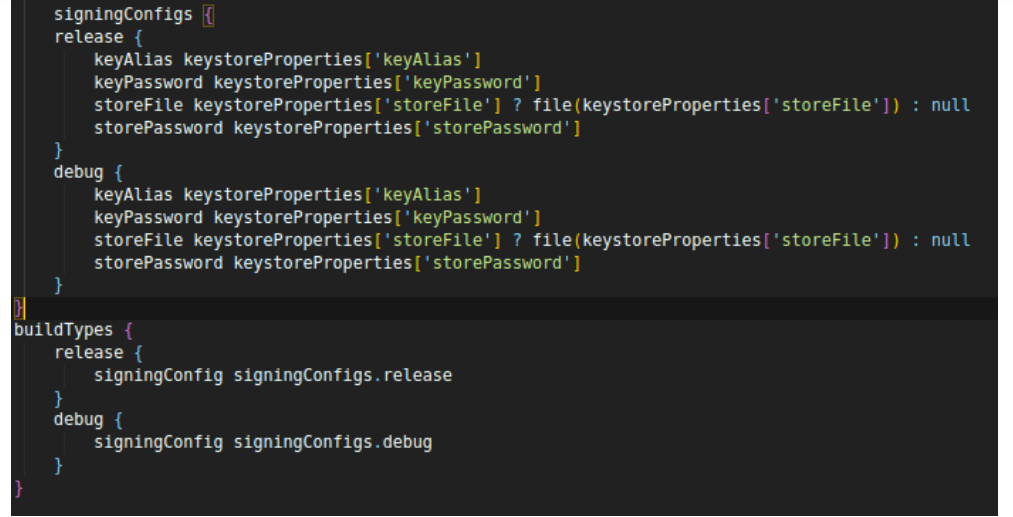 signingConfigs {
release {
keyAlias keystoreProperties['keyAlias']
keyPassword keystoreProperties['keyPassword']
storeFile keystoreProperties['storeFile'] ? file(keystoreProperties['storeFile']) : null
storePassword keystoreProperties['storePassword']
}
debug {
keyAlias keystoreProperties['keyAlias']
keyPassword keystoreProperties['keyPassword']
storeFile keystoreProperties['storeFile'] ? file(keystoreProperties['storeFile']) : null
storePassword keystoreProperties['storePassword']
}
}
buildTypes {
release {
signingConfig signingConfigs.release
}
debug {
signingConfig signingConfigs.debug
}
}